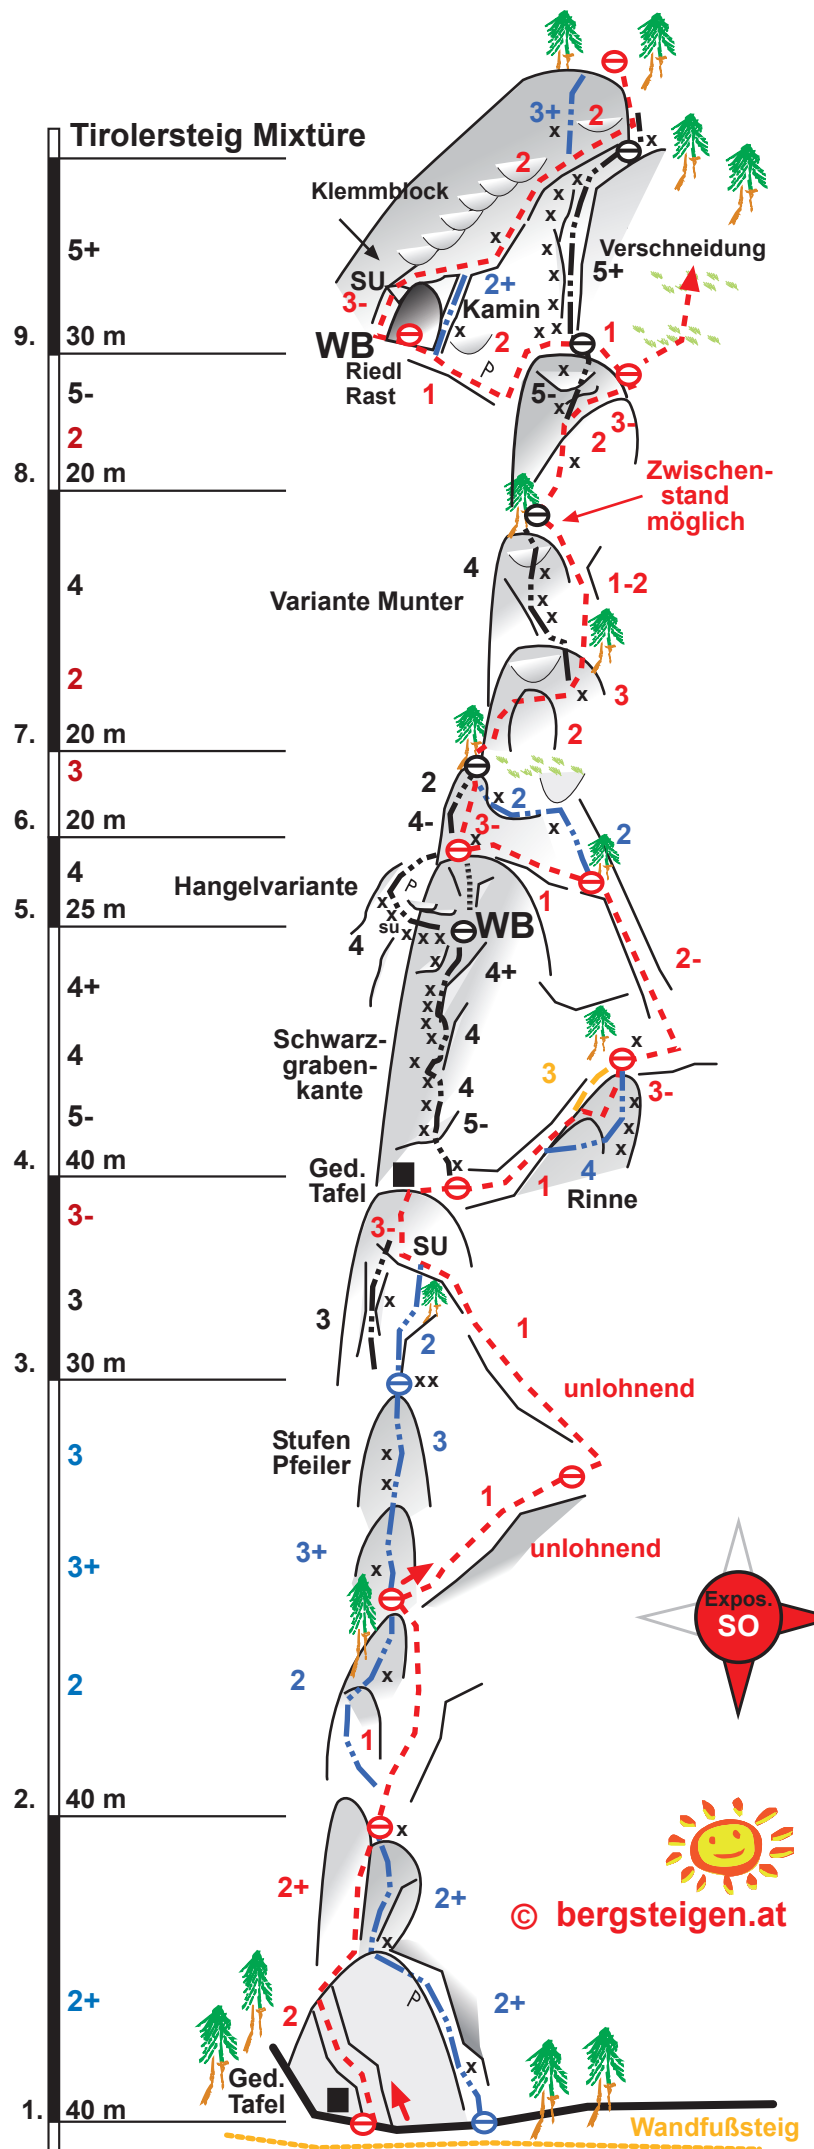 Tirolersteig Mixtüre
3+
x
2
x
2
Klemmblock
5+
x
x
x
Verschneidung
SU
2+
5+
3-
Kamin
x
x
9.
30 m
WB
2
1
Riedl
Rast
P
1
5-
x
5-
x
3-
2
2
x
8.
20 m
Zwischen-
stand
möglich
4
4
x
1-2
Variante Munter
x
x
2
3
x
2
7.
20 m
3
2
x
2
4-
3-
x
2
6.
20 m
x
4
Hangelvariante
P
1
x
x
5.
25 m
su
x x x
WB
4
2-
4+
x
4+
x
x
x
x
Schwarz-
graben-
kante
4
4
x
3
3-
x
4
x
x
x
5-
x
5-
x
4.
40 m
Ged.
Tafel
x
1
4
Rinne
3-
3-
SU
3
x
3
1
2
3.
30 m
xx
unlohnend
Stufen
Pfeiler
3
x
3
x
1
3+
3+
unlohnend
x
Expos.
SO
2
2
x
1
2.
40 m
x
2+
2+
© bergsteigen.at
x
2+
P
2+
2
x
Ged.
Tafel
1.
40 m
Wandfußsteig